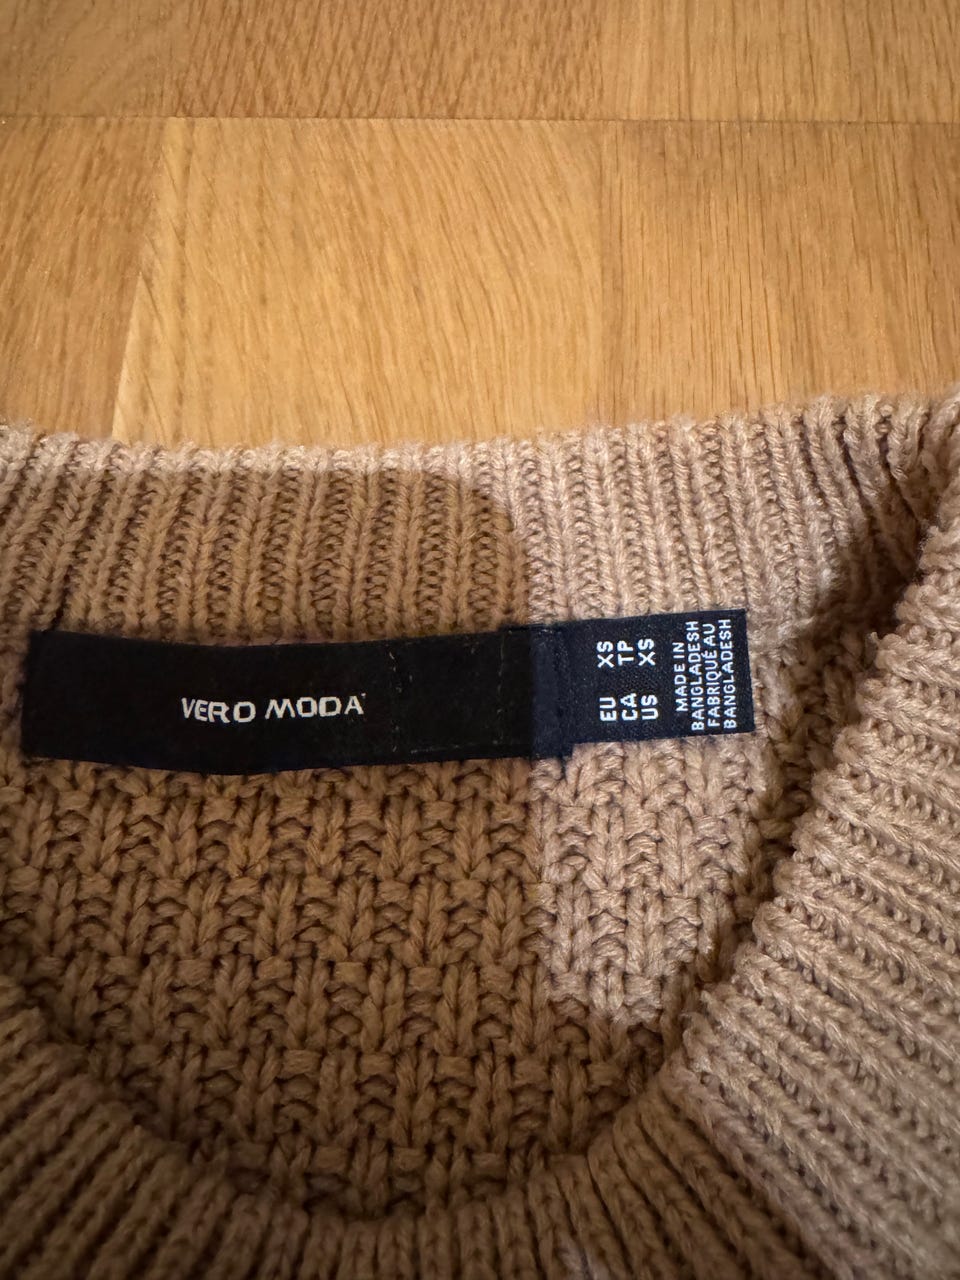 VERO MODA
EU XS
CA TP
US XS
MADE IN
BANGLADESH
FABRIQUÉ AU
BANGLADESH